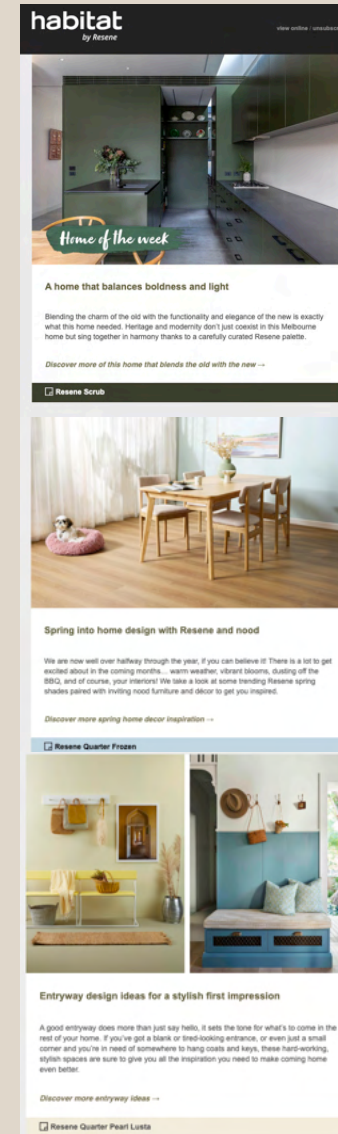 habitat
by Resene
view online / unsubsc
Home of the week
A home that balances boldness and light
Blending the charm of the old with the functionality and elegance of the new is exactly
what this home needed. Heritage and modernity don't just coexist in this Melbourne
home but sing together in harmony thanks to a carefully curated Resene palette.
Discover more of this home that blends the old with the new →
Resene Scrub
Spring into home design with Resene and nood
We are now well over halfway through the year, if you can believe it! There is a lot to get
excited about in the coming months… warm weather, vibrant blooms, dusting off the
BBQ, and of course, your interiors! We take a look at some trending Resene spring
shades paired with inviting nood furniture and décor to get you inspired.
Discover more spring home decor inspiration →
Resene Quarter Frozen
Entryway design ideas for a stylish first impression
A good entryway does more than just say hello, it sets the tone for what's to come in the
rest of your home. If you've got a blank or tired-looking entrance, or even just a small
corner and you're in need of somewhere to hang coats and keys, these hard-working,
stylish spaces are sure to give you all the inspiration you need to make coming home
even better.
Discover more entryway ideas →
Resene Quarter Pearl Lusta